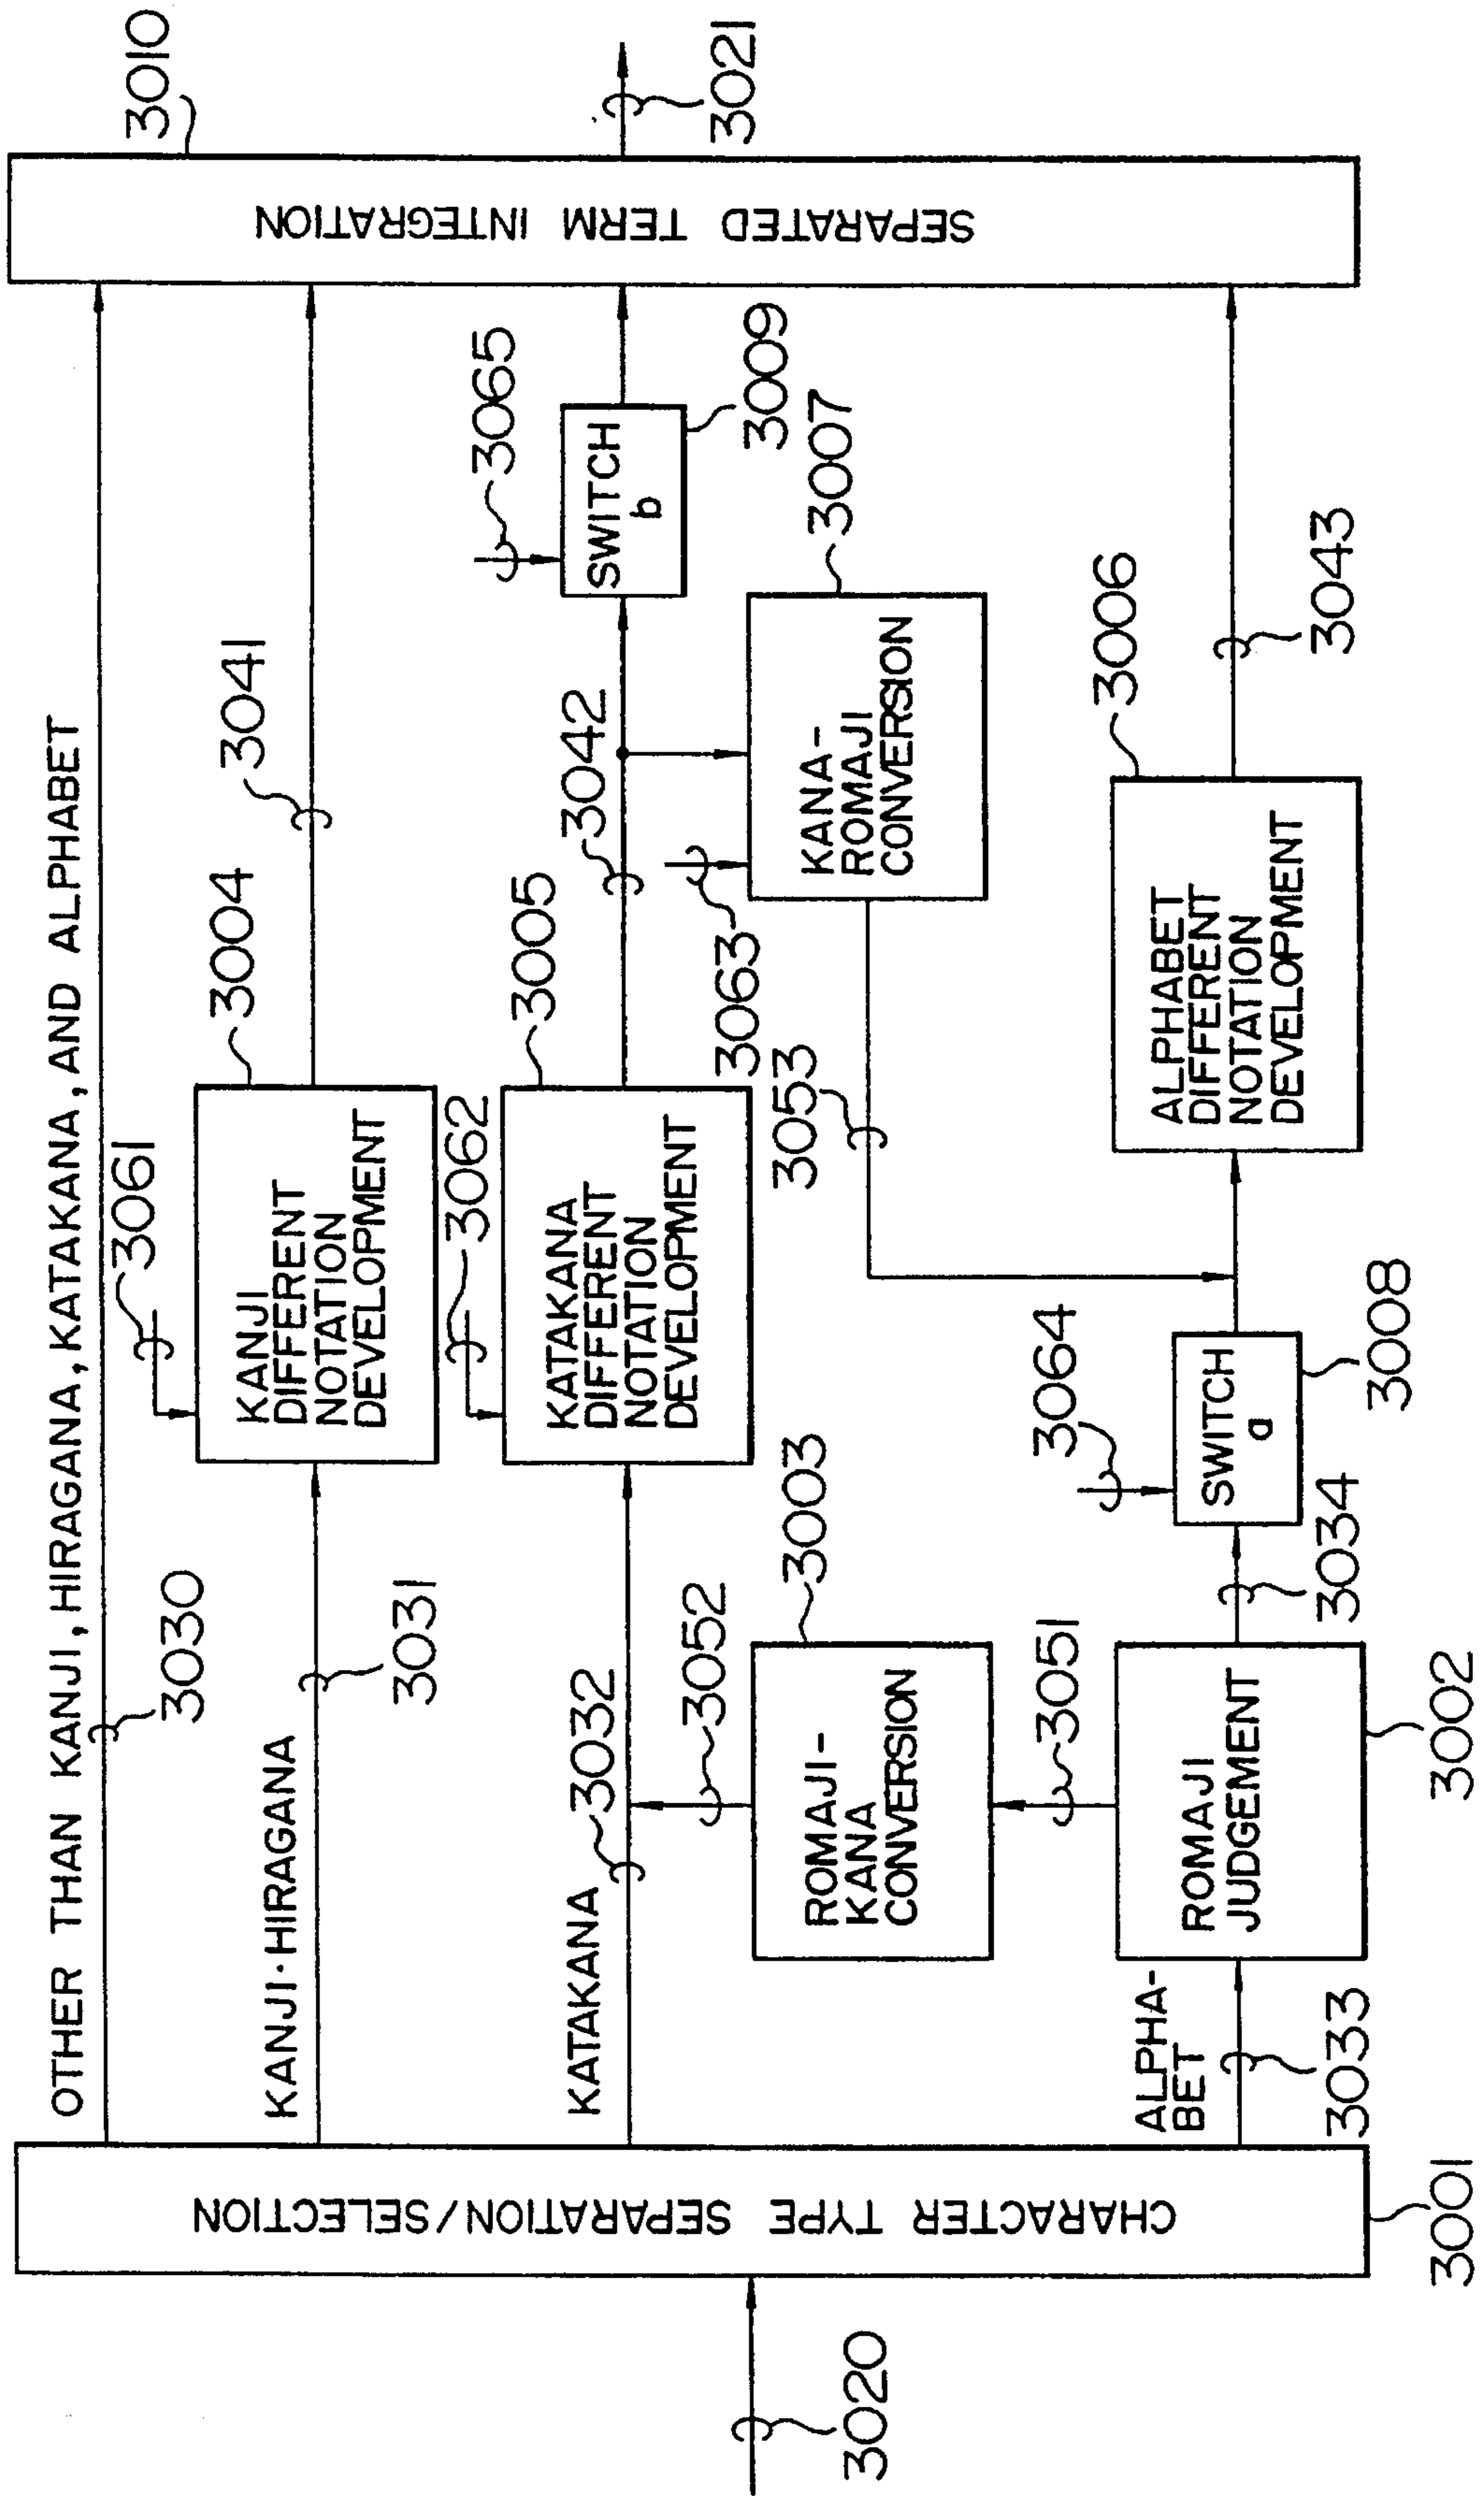 3020
CHARACTER TYPE SEPARATION/SELECTION
3001
OTHER THAN KANJI, HIRAGANA, KATAKANA, AND ALPHABET
3030
KANJI·HIRAGANA
3031
KATAKANA
3032
ALPHA-
BET
3033
ROMAJI
JUDGEMENT
3002
3051
ROMAJI-
KANA
CONVERSION
3003
3052
3034
SWITCH
a
3008
3064
3061
KANJI
DIFFERENT
NOTATION
DEVELOPMENT
3004
3041
3062
KATAKANA
DIFFERENT
NOTATION
DEVELOPMENT
3005
3042
3063
KANA-
ROMAJI
CONVERSION
3007
3053
ALPHABET
DIFFERENT
NOTATION
DEVELOPMENT
3006
3043
3065
SWITCH
b
3009
SEPARATED TERM INTEGRATION
3010
3021